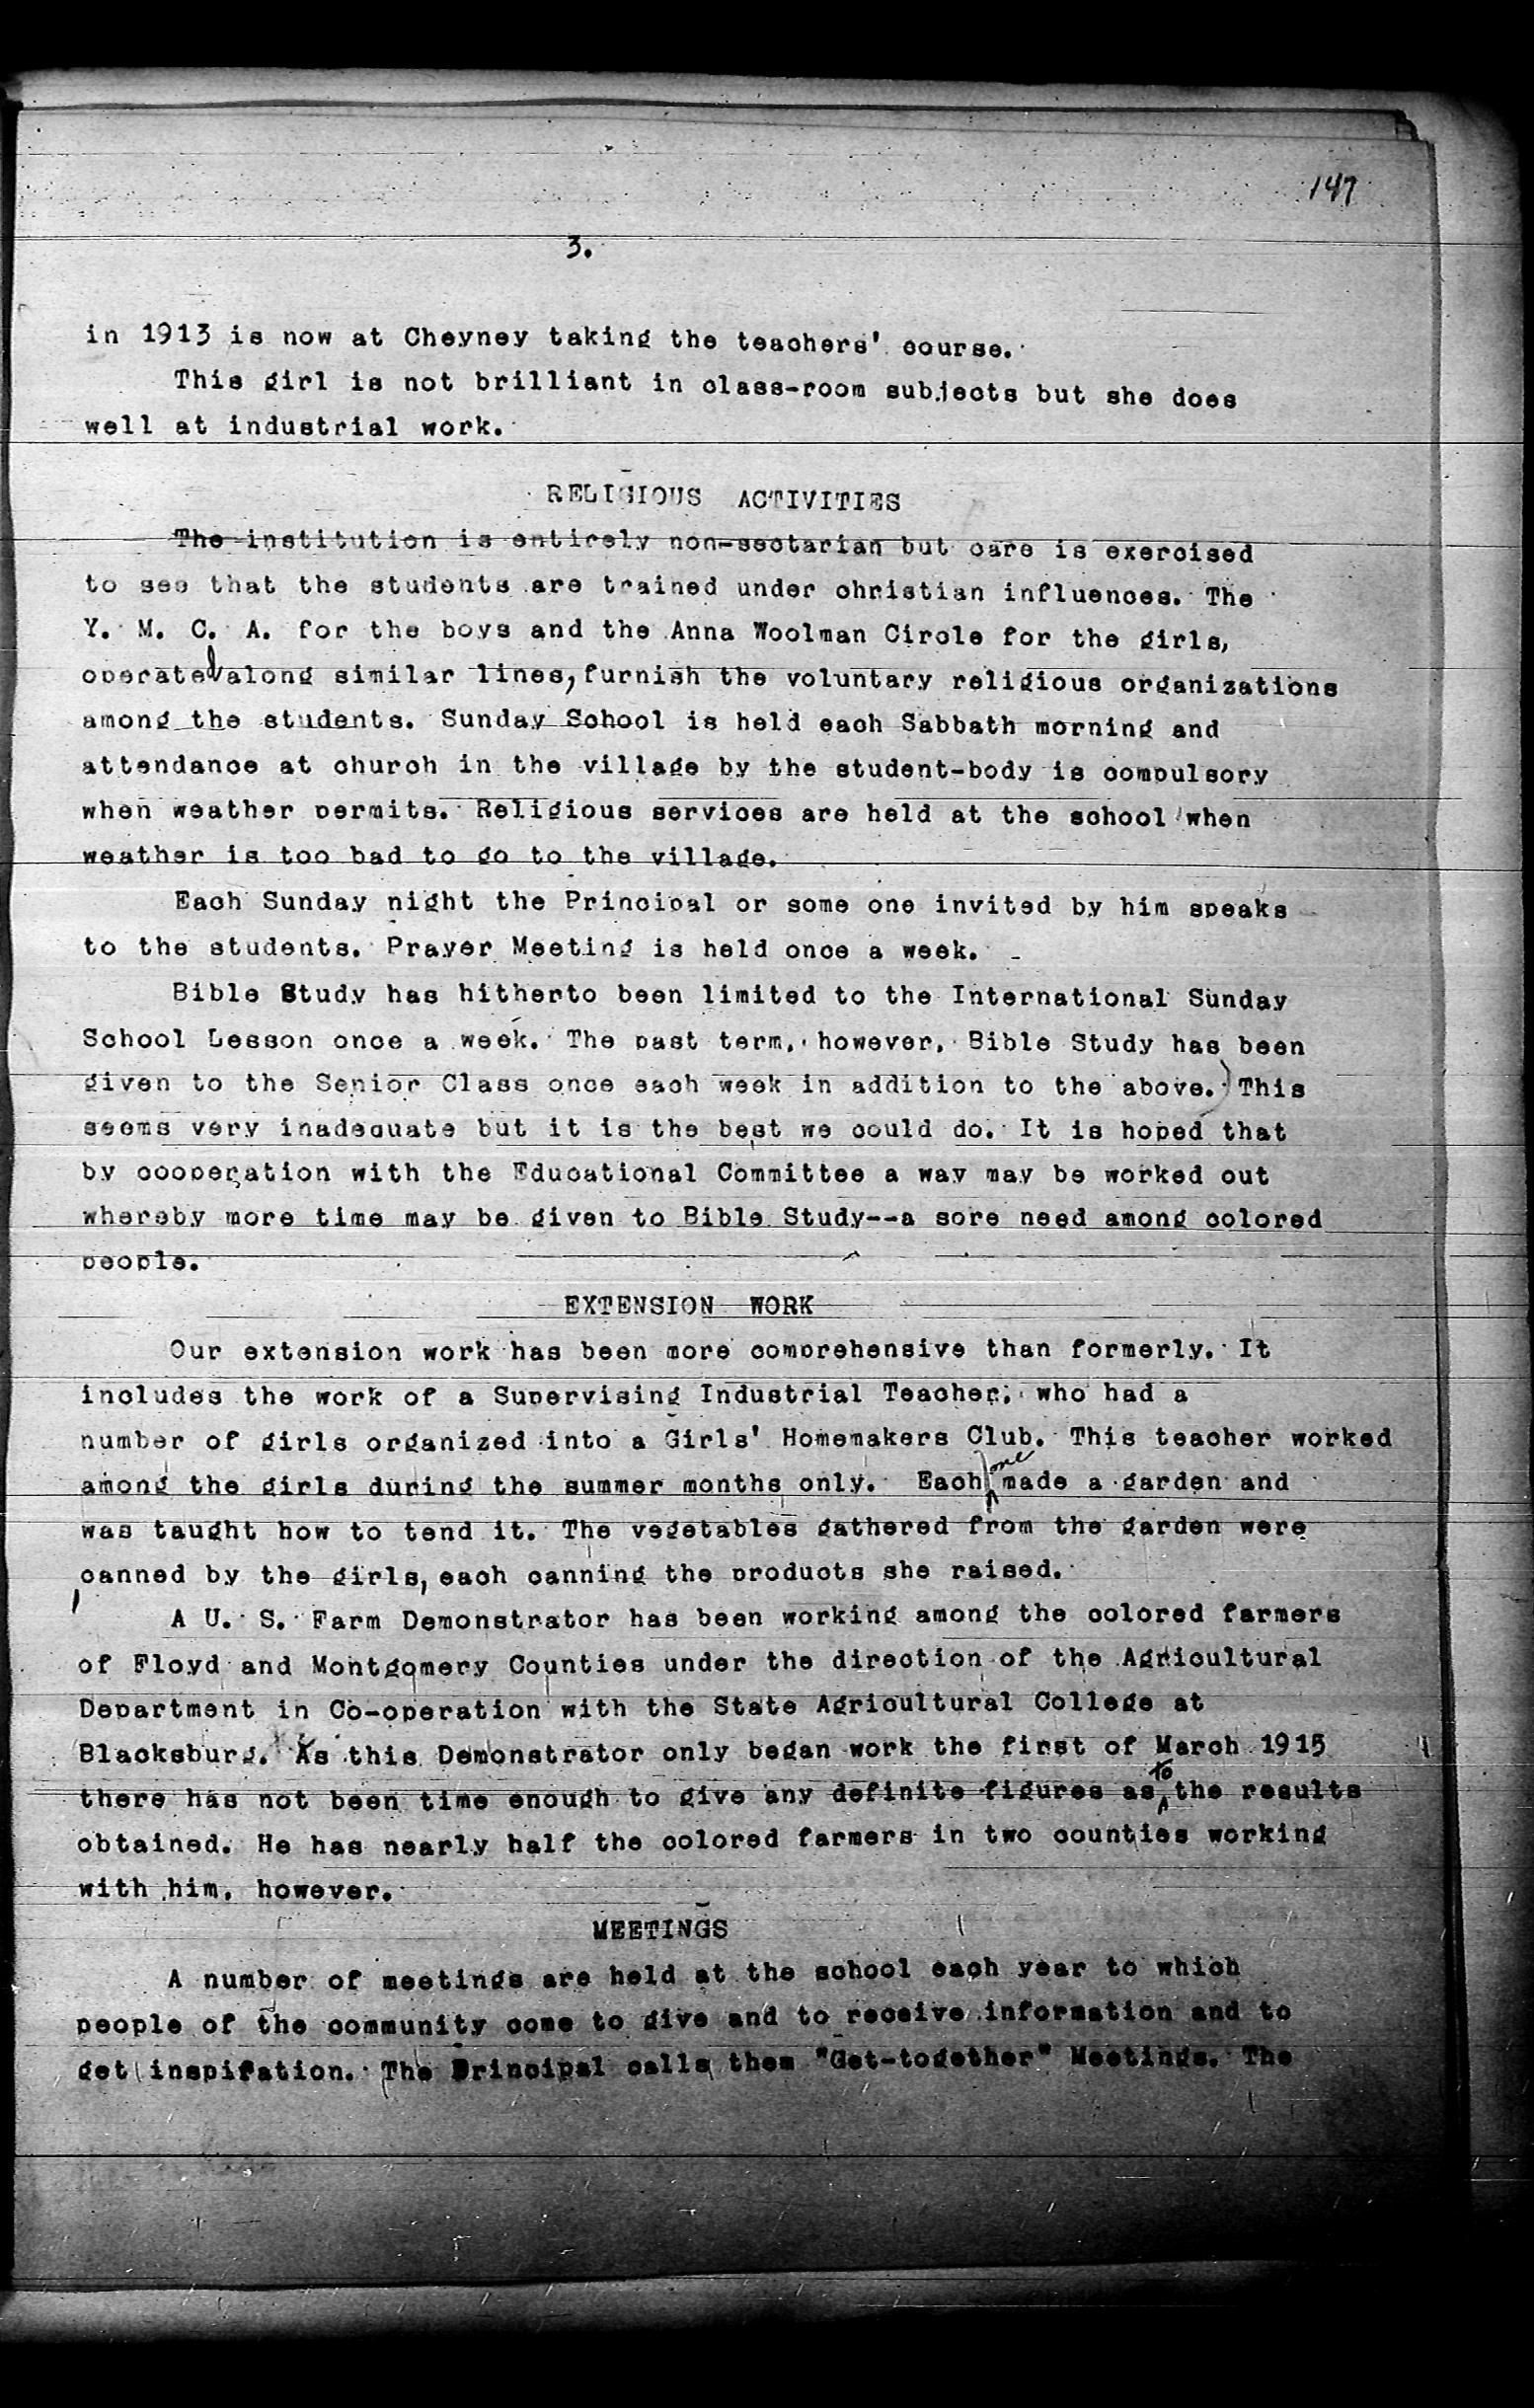 147
3.
in 1913 is now at Cheyney taking the teachers' course.
This girl is not brilliant in class-room subjects but she does
well at industrial work.
RELIGIOUS ACTIVITIES
The institution is entirely non-sectarian but care is exercised
to see that the students are trained under christian influences. The
Y. M. C. A. for the boys and the Anna Woolman Circle for the girls,
operated along similar lines, furnish the voluntary religious organizations
among the students. Sunday School is held each Sabbath morning and
attendance at church in the village by the student-body is compulsory
when weather permits. Religious services are held at the school when
weather is too bad to go to the village.
Each Sunday night the Principal or some one invited by him speaks
to the students. Prayer Meeting is held once a week.
Bible Study has hitherto been limited to the International Sunday
School Lesson once a week. The past term, however, Bible Study has been
given to the Senior Class once each week in addition to the above.) This
seems very inadequate but it is the best we could do. It is hoped that
by cooperation with the Educational Committee a way may be worked out
whereby more time may be given to Bible Study--a sore need among colored
people.
EXTENSION WORK
Our extension work has been more comprehensive than formerly. It
includes the work of a Supervising Industrial Teacher, who had a
number of girls organized into a Girls' Homemakers Club. This teacher worked
among the girls during the summer months only. Each one made a garden and
was taught how to tend it. The vegetables gathered from the garden were
canned by the girls, each canning the products she raised.
A U. S. Farm Demonstrator has been working among the colored farmers
of Floyd and Montgomery Counties under the direction of the Agricultural
Department in Co-operation with the State Agricultural College at
Blacksburg. As this Demonstrator only began work the first of March 1915
there has not been time enough to give any definite figures as to the results
obtained. He has nearly half the colored farmers in two counties working
with him, however.
MEETINGS
A number of meetings are held at the school each year to which
people of the community come to give and to receive information and to
get inspiration. The Principal calls them "Get-together" Meetings. The